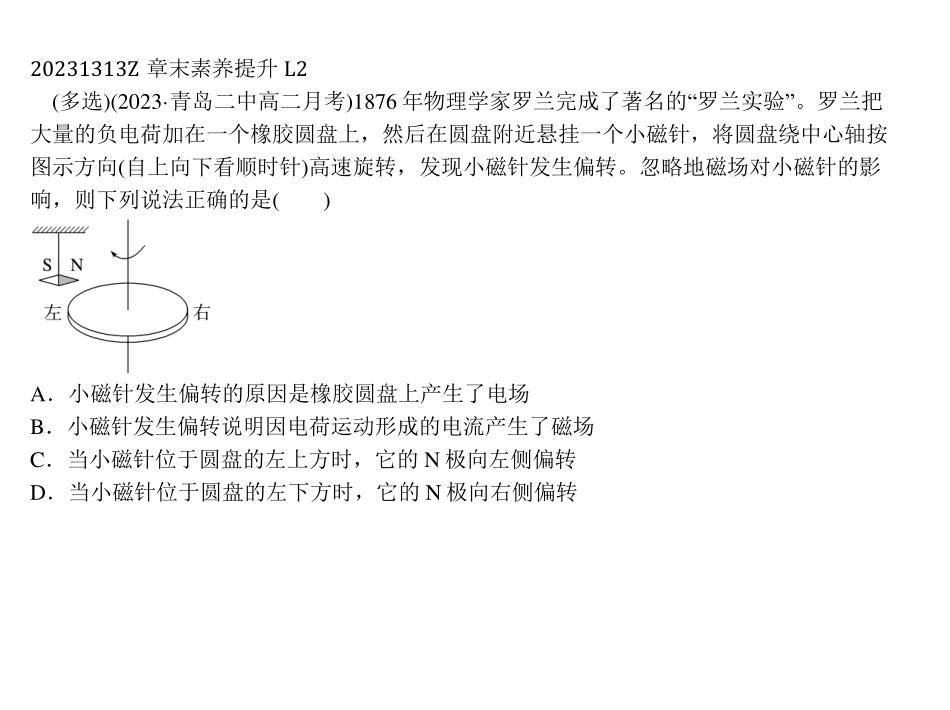 20231313Z 章末素养提升 L2
(多选)(2023·青岛二中高二月考)1876 年物理学家罗兰完成了著名的“罗兰实验”。罗兰把
大量的负电荷加在一个橡胶圆盘上，然后在圆盘附近悬挂一个小磁针，将圆盘绕中心轴按
图示方向(自上向下看顺时针)高速旋转，发现小磁针发生偏转。忽略地磁场对小磁针的影
响，则下列说法正确的是(　　)
S N
左 右
A．小磁针发生偏转的原因是橡胶圆盘上产生了电场
B．小磁针发生偏转说明因电荷运动形成的电流产生了磁场
C．当小磁针位于圆盘的左上方时，它的 N 极向左侧偏转
D．当小磁针位于圆盘的左下方时，它的 N 极向右侧偏转